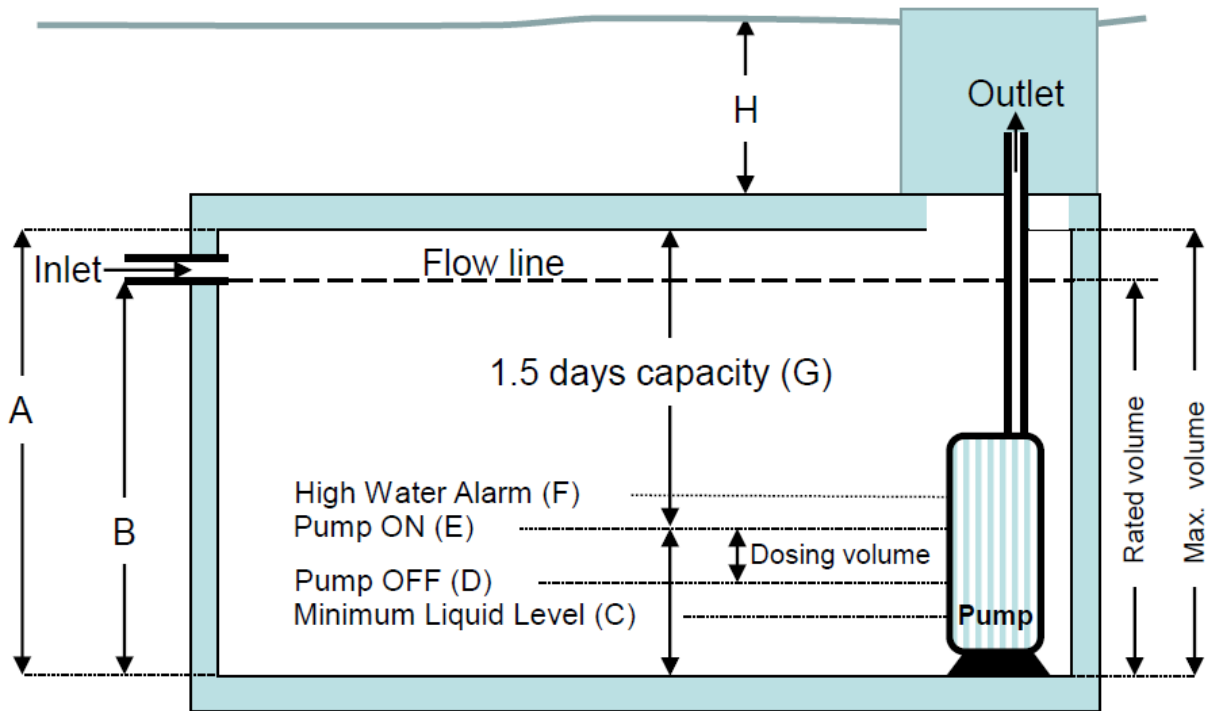 H
Outlet
Inlet
Flow line
A
B
1.5 days capacity (G)
High Water Alarm (F)
Pump ON (E)
Dosing volume
Pump OFF (D)
Minimum Liquid Level (C)
Pump
Rated volume
Max. volume